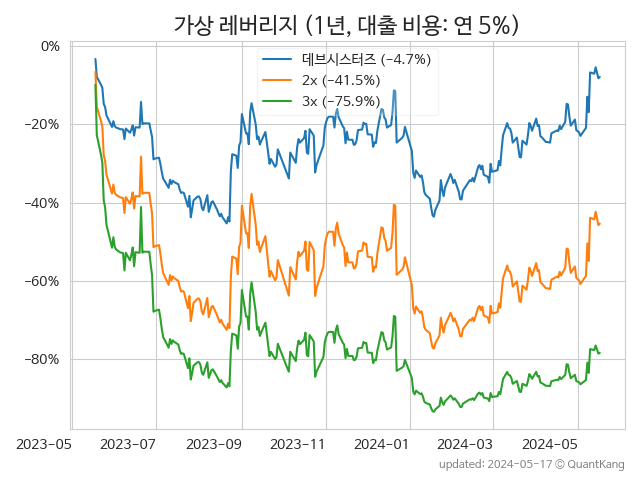 가상 레버리지 (1년, 대출 비용: 연 5%)
데브시스터즈 (−4.7%)
2x (−41.5%)
3x (−75.9%)
0%
−20%
−40%
−60%
−80%
2023−05 2023−07 2023−09 2023−11 2024−01 2024−03 2024−05
updated: 2024−05−17 © QuantKang